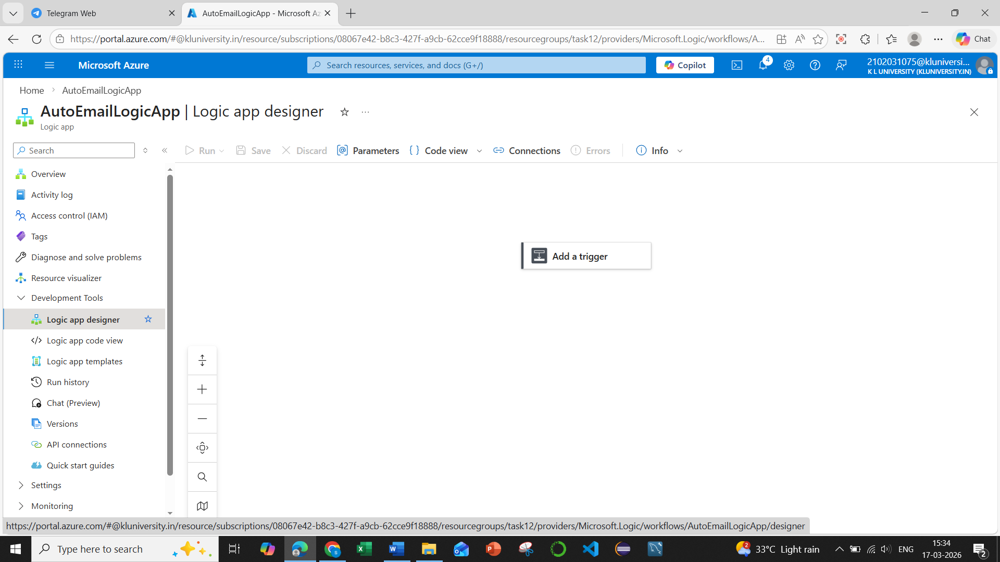 Telegram Web
AutoEmailLogicApp - Microsoft Az
https://portal.azure.com/#@kluniversity.in/resource/subscriptions/08067e42-b8c3-427f-a9cb-62cce9f18888/resourcegroups/task12/providers/Microsoft.Logic/workflows/A...
Chat
Microsoft Azure
Search resources, services, and docs (G+/)
Copilot
4
2102031075@kluniversi...
K L UNIVERSITY (KLUNIVERSITY.IN)
Home > AutoEmailLogicApp
AutoEmailLogicApp | Logic app designer
Logic app
Search
Run
Save
Discard
Parameters
Code view
Connections
Errors
Info
Overview
Activity log
Access control (IAM)
Tags
Diagnose and solve problems
Resource visualizer
Development Tools
Logic app designer
Logic app code view
Logic app templates
Run history
Chat (Preview)
Versions
API connections
Quick start guides
Settings
Monitoring
Add a trigger
https://portal.azure.com/#@kluniversity.in/resource/subscriptions/08067e42-b8c3-427f-a9cb-62cce9f18888/resourcegroups/task12/providers/Microsoft.Logic/workflows/AutoEmailLogicApp/designer
Type here to search
2
33°C Light rain
ENG
15:34
17-03-2026
2